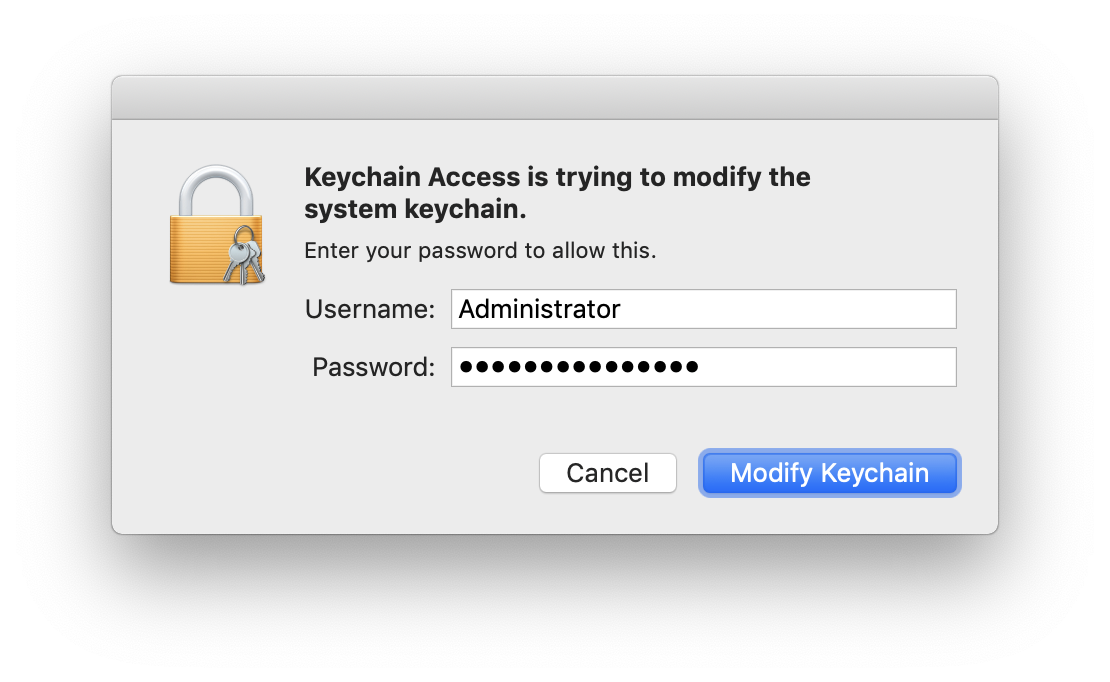 Keychain Access is trying to modify the
system keychain.
Enter your password to allow this.
Username: Administrator
Password: ●●●●●●●●●●●●●●●
Cancel Modify Keychain